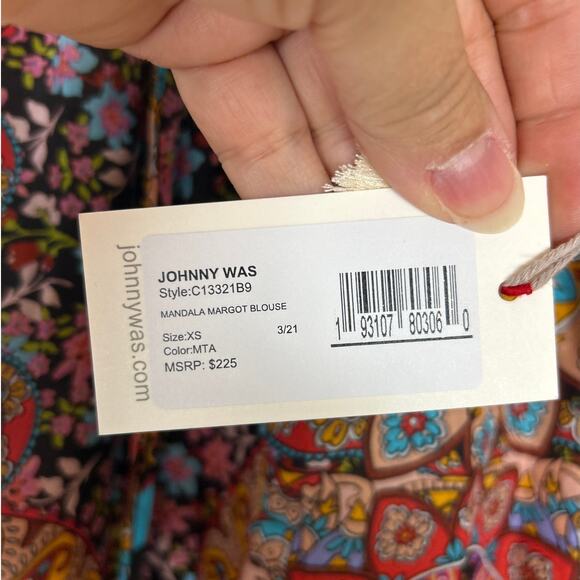 johnnywas.com
JOHNNY WAS
Style:C13321B9
MANDALA MARGOT BLOUSE
Size:XS 3/21
Color:MTA
MSRP: $225
1 93107 80306 0